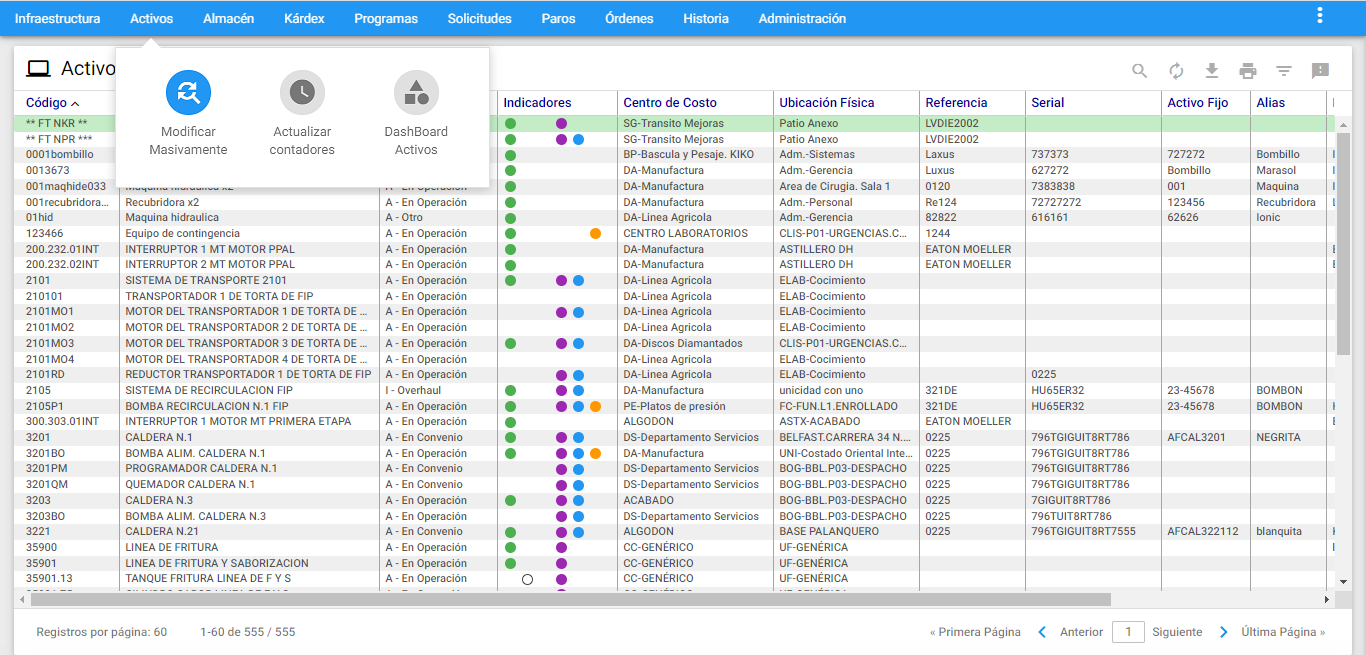 Infraestructura Activos Almacén Kárdex Programas Solicitudes Paros Órdenes Historia Administración
Activo
Modificar Masivamente
Actualizar contadores
DashBoard Activos
Código Indicadores Centro de Costo Ubicación Física Referencia Serial Activo Fijo Alias
** FT NKR ** SG-Transito Mejoras Patio Anexo LVDIE2002
** FT NPR *** SG-Transito Mejoras Patio Anexo LVDIE2002
0001bombillo BP-Bascula y Pesaje. KIKO Adm.-Sistemas Laxus 737373 727272 Bombillo
0013673 DA-Manufactura Adm.-Gerencia Luxus 627272 Bombillo Marasol
001maqhide033 Maquina hidraulica x2 A - En Operación DA-Manufactura Area de Cirugia. Sala 1 0120 7383838 001 Maquina
001recubridora... Recubridora x2 A - En Operación DA-Manufactura Adm.-Personal Re124 72727272 123456 Recubridora
01hid Maquina hidraulica A - Otro DA-Linea Agricola Adm.-Gerencia 82822 616161 62626 Ionic
123466 Equipo de contingencia A - En Operación CENTRO LABORATORIOS CLIS-P01-URGENCIAS.C... 1244
200.232.01INT INTERRUPTOR 1 MT MOTOR PPAL A - En Operación DA-Manufactura ASTILLERO DH EATON MOELLER
200.232.02INT INTERRUPTOR 2 MT MOTOR PPAL A - En Operación DA-Manufactura ASTILLERO DH EATON MOELLER
2101 SISTEMA DE TRANSPORTE 2101 A - En Operación DA-Linea Agricola ELAB-Cocimiento
210101 TRANSPORTADOR 1 DE TORTA DE FIP A - En Operación DA-Linea Agricola ELAB-Cocimiento
2101MO1 MOTOR DEL TRANSPORTADOR 1 DE TORTA DE ... A - En Operación DA-Linea Agricola ELAB-Cocimiento
2101MO2 MOTOR DEL TRANSPORTADOR 2 DE TORTA DE ... A - En Operación DA-Linea Agricola ELAB-Cocimiento
2101MO3 MOTOR DEL TRANSPORTADOR 3 DE TORTA DE ... A - En Operación DA-Discos Diamantados CLIS-P01-URGENCIAS.C...
2101MO4 MOTOR DEL TRANSPORTADOR 4 DE TORTA DE ... A - En Operación DA-Linea Agricola ELAB-Cocimiento
2101RD REDUCTOR TRANSPORTADOR 1 DE TORTA DE FIP A - En Operación DA-Linea Agricola ELAB-Cocimiento 0225
2105 SISTEMA DE RECIRCULACION FIP I - Overhaul DA-Manufactura unicidad con uno 321DE HU65ER32 23-45678 BOMBON
2105P1 BOMBA RECIRCULACION N.1 FIP A - En Operación PE-Platos de presión FC-FUN.L1.ENROLLADO 321DE HU65ER32 23-45678 BOMBON
300.303.01INT INTERRUPTOR 1 MOTOR MT PRIMERA ETAPA A - En Operación ALGODON ASTX-ACABADO EATON MOELLER
3201 CALDERA N.1 A - En Convenio DS-Departamento Servicios BELFAST.CARRERA 34 N.... 0225 796TGIGUIT8RT786 AFCAL3201 NEGRITA
3201BO BOMBA ALIM. CALDERA N.1 A - En Operación DA-Manufactura UNI-Costado Oriental Inte... 0225 796TGIGUIT8RT786
3201PM PROGRAMADOR CALDERA N.1 A - En Convenio DS-Departamento Servicios BOG-BBL.P03-DESPACHO 0225 796TGIGUIT8RT786
3201QM QUEMADOR CALDERA N.1 A - En Convenio DS-Departamento Servicios BOG-BBL.P03-DESPACHO 0225 796TGIGUIT8RT786
3203 CALDERA N.3 A - En Operación ACABADO BOG-BBL.P03-DESPACHO 0225 7GIGUIT8RT786
3203BO BOMBA ALIM. CALDERA N.3 A - En Operación DS-Departamento Servicios BOG-BBL.P03-DESPACHO 0225 796TUIT8RT786
3221 CALDERA N.21 A - En Convenio ALGODON BASE PALANQUERO 0225 796TGIGUIT8RT7555 AFCAL322112 blanquita
35900 LINEA DE FRITURA A - En Operación CC-GENÉRICO UF-GENÉRICA
35901 LINEA DE FRITURA Y SABORIZACION A - En Operación CC-GENÉRICO UF-GENÉRICA
35901.13 TANQUE FRITURA LINEA DE F Y S A - En Operación CC-GENÉRICO UF-GENÉRICA
Registros por página: 60 1-60 de 555 / 555 « Primera Página Anterior 1 Siguiente Última Página »